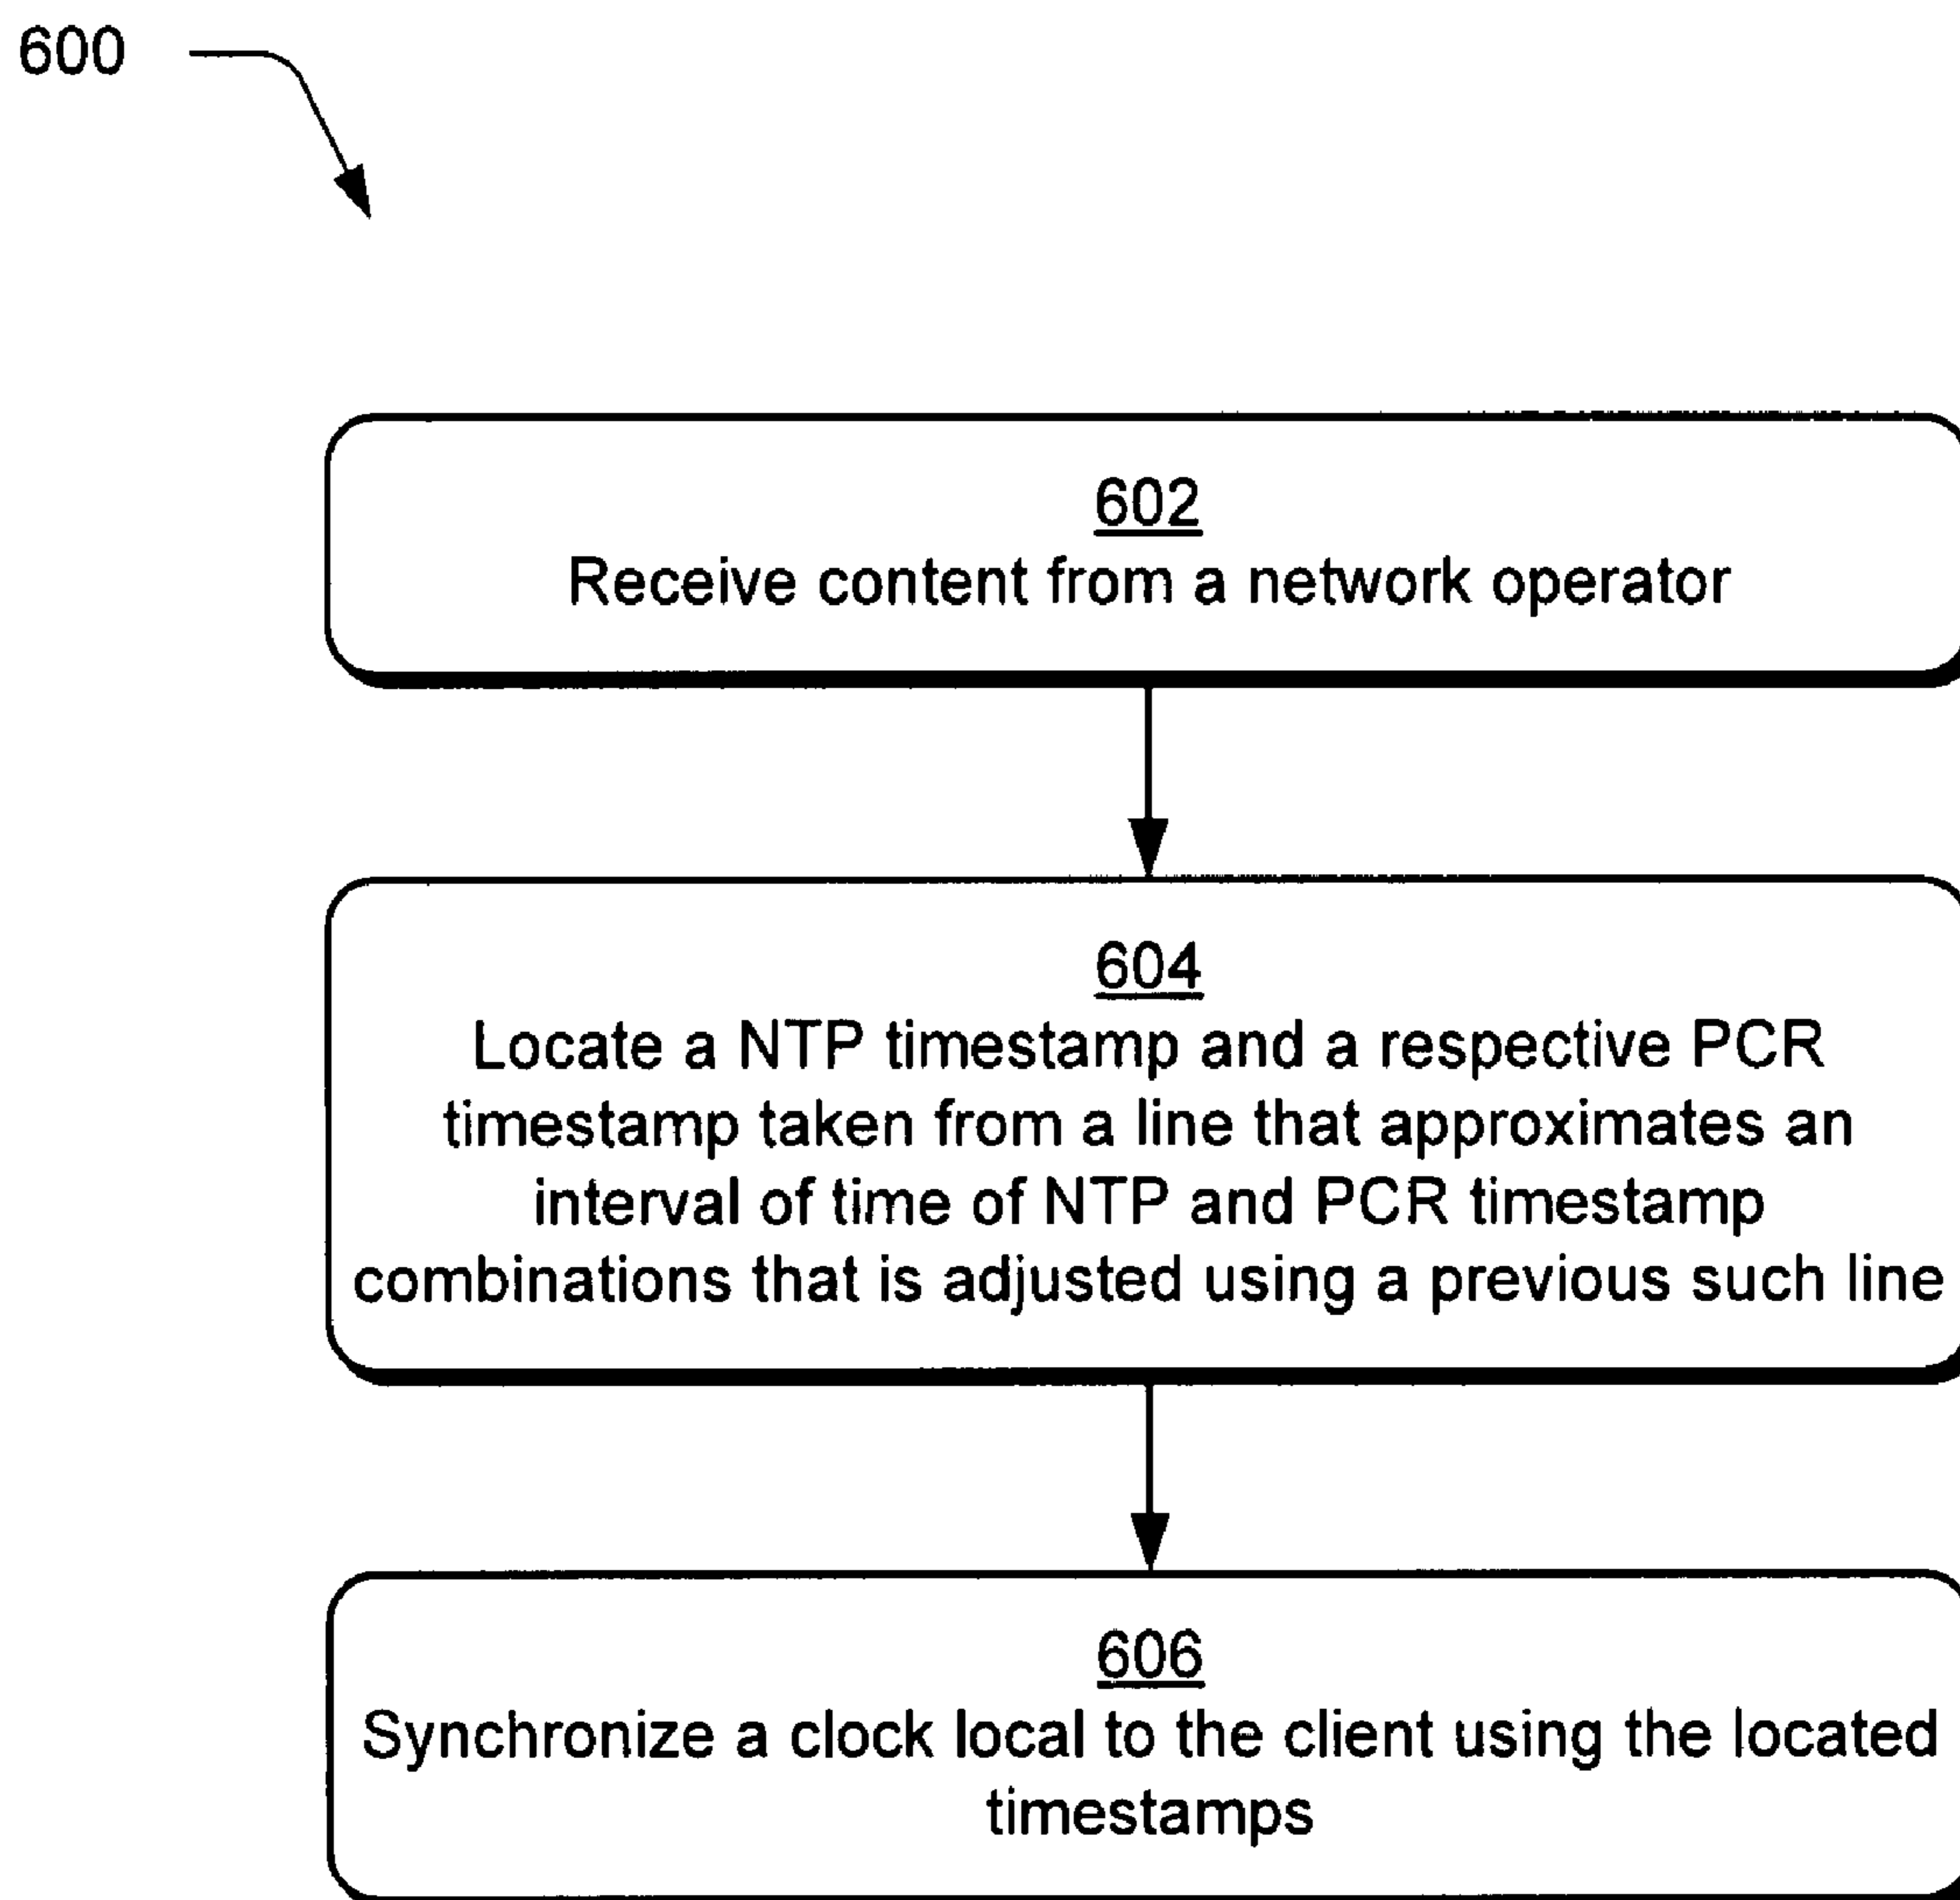 600
602
Receive content from a network operator
604
Locate a NTP timestamp and a respective PCR
timestamp taken from a line that approximates an
interval of time of NTP and PCR timestamp
combinations that is adjusted using a previous such line
606
Synchronize a clock local to the client using the located
timestamps